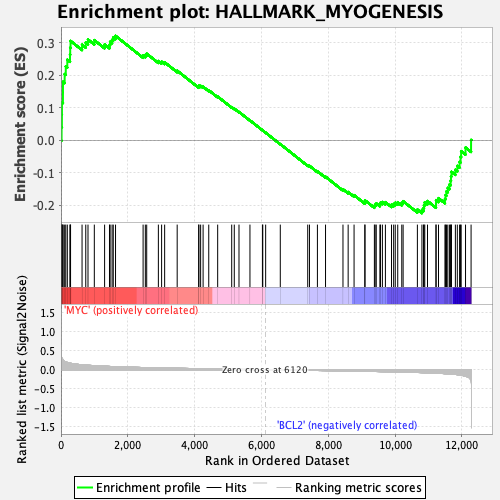 Enrichment plot: HALLMARK_MYOGENESIS
Enrichment score (ES)
0.3
0.2
0.1
0.0
-0.1
-0.2
'MYC' (positively correlated)
Ranked list metric (Signal2Noise)
1.5
1.0
0.5
0.0
-0.5
-1.0
-1.5
Zero cross at 6120
'BCL2' (negatively correlated)
0 2,000 4,000 6,000 8,000 10,000 12,000
Rank in Ordered Dataset
Enrichment profile Hits Ranking metric scores